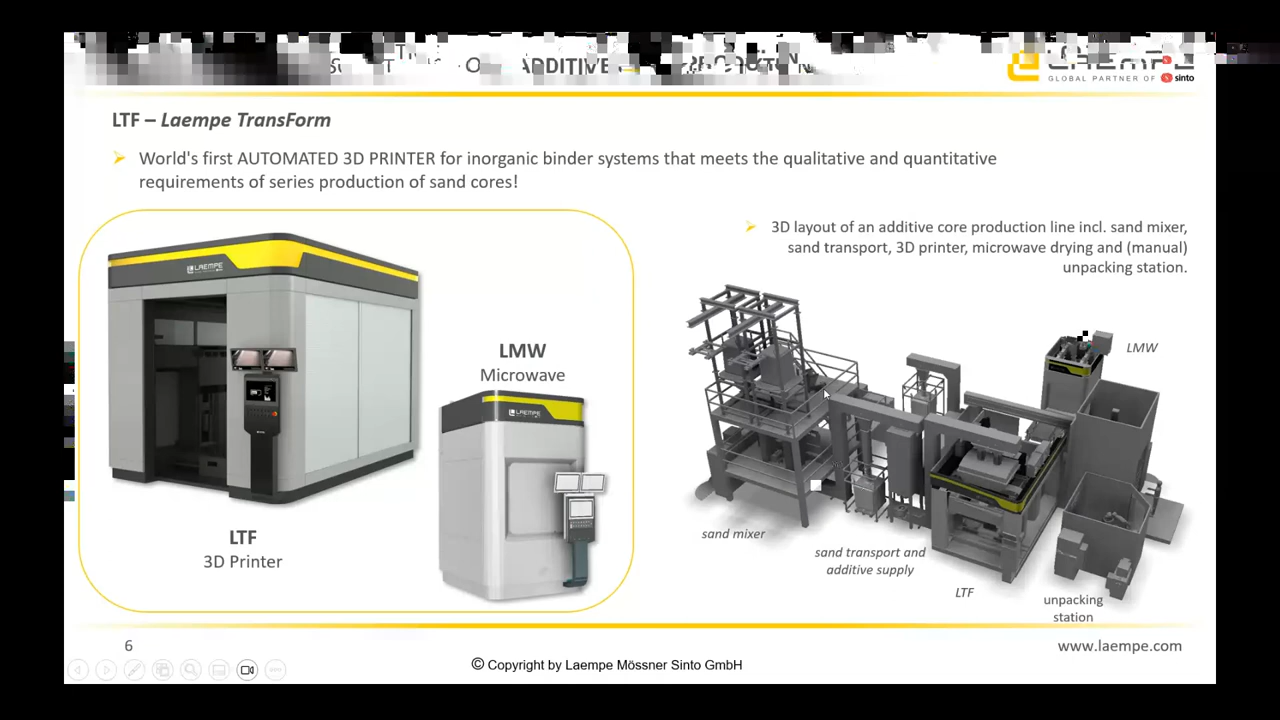 ADDITIVE
GLOBAL PARTNER OF sinto
LTF – Laempe TransForm
World's first AUTOMATED 3D PRINTER for inorganic binder systems that meets the qualitative and quantitative
requirements of series production of sand cores!
3D layout of an additive core production line incl. sand mixer,
sand transport, 3D printer, microwave drying and (manual)
unpacking station.
LAEMPE
LMW
Microwave
LAEMPE
LTF
3D Printer
LMW
sand mixer
sand transport and
additive supply
LTF
unpacking
station
6
www.laempe.com
© Copyright by Laempe Mössner Sinto GmbH